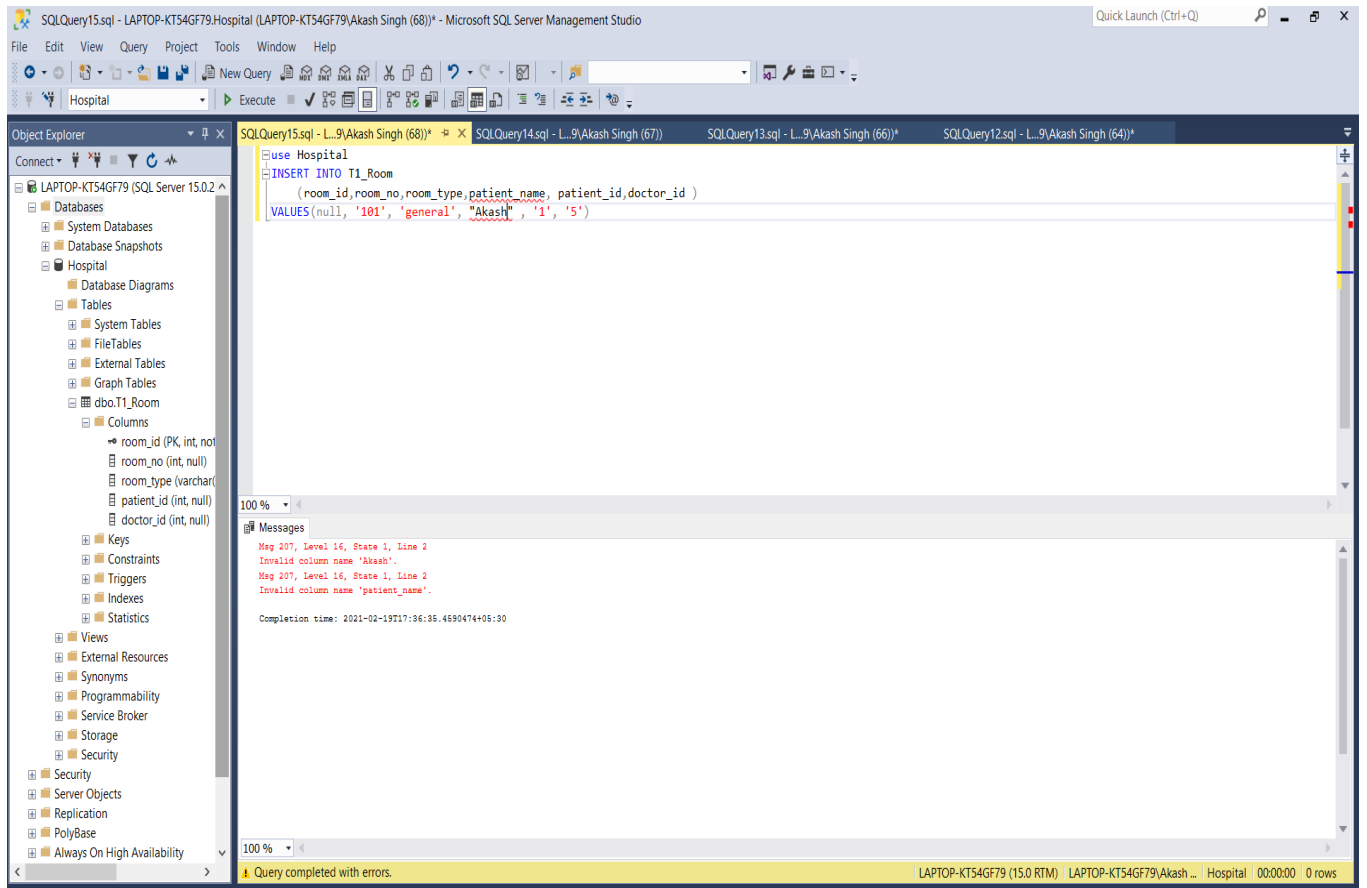 SQLQuery15.sql - LAPTOP-KT54GF79.Hospital (LAPTOP-KT54GF79\Akash Singh (68))* - Microsoft SQL Server Management Studio
Quick Launch (Ctrl+Q)
File Edit View Query Project Tools Window Help
New Query MDX DMX XMLA DAX
Hospital Execute
Object Explorer
SQLQuery15.sql - L...9\Akash Singh (68))* SQLQuery14.sql - L...9\Akash Singh (67)) SQLQuery13.sql - L...9\Akash Singh (66))* SQLQuery12.sql - L...9\Akash Singh (64))*
Connect
LAPTOP-KT54GF79 (SQL Server 15.0.2
Databases
System Databases
Database Snapshots
Hospital
Database Diagrams
Tables
System Tables
FileTables
External Tables
Graph Tables
dbo.T1_Room
Columns
room_id (PK, int, not
room_no (int, null)
room_type (varchar(
patient_id (int, null)
doctor_id (int, null)
Keys
Constraints
Triggers
Indexes
Statistics
Views
External Resources
Synonyms
Programmability
Service Broker
Storage
Security
Security
Server Objects
Replication
PolyBase
Always On High Availability
use Hospital
INSERT INTO T1_Room
(room_id,room_no,room_type,patient_name, patient_id,doctor_id )
VALUES(null, '101', 'general', "Akash" , '1', '5')
100 %
Messages
Msg 207, Level 16, State 1, Line 2
Invalid column name 'Akash'.
Msg 207, Level 16, State 1, Line 2
Invalid column name 'patient_name'.
Completion time: 2021-02-19T17:36:35.4590474+05:30
100 %
Query completed with errors.
LAPTOP-KT54GF79 (15.0 RTM) LAPTOP-KT54GF79\Akash ... Hospital 00:00:00 0 rows